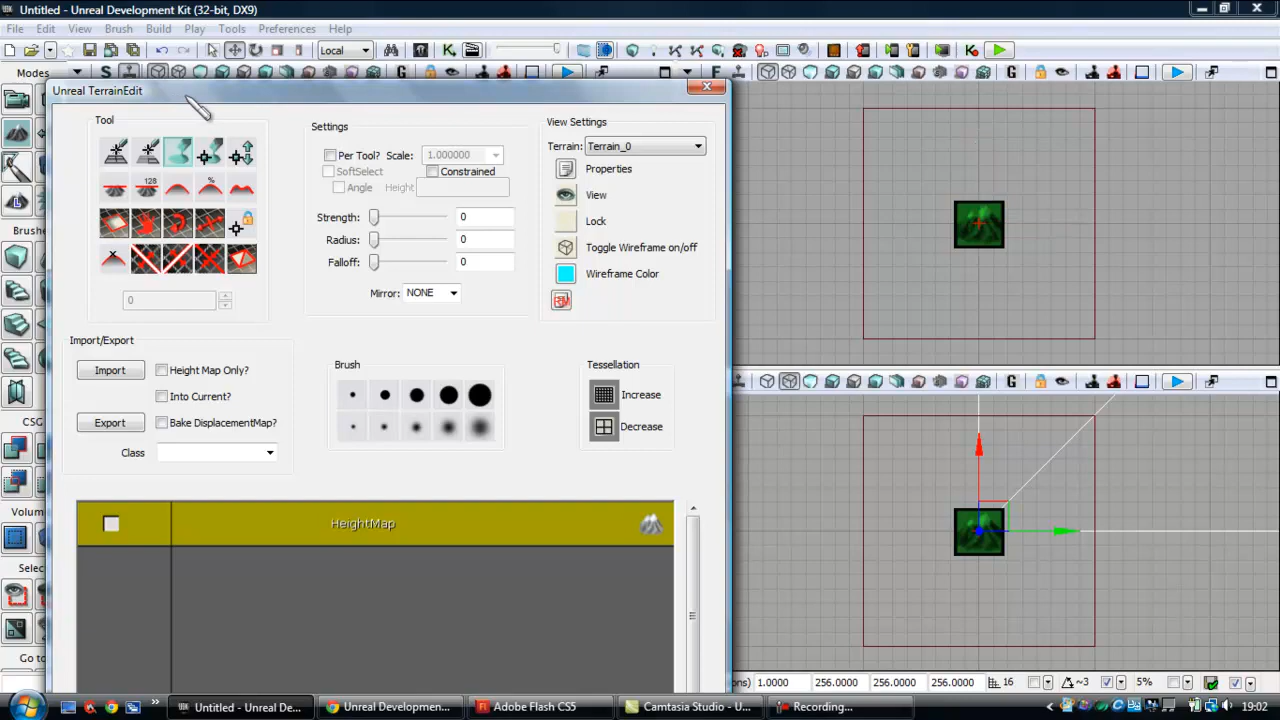 Untitled - Unreal Development Kit (32-bit, DX9)
File Edit View Brush Build Play Tools Preferences Help
Local
Modes
Unreal TerrainEdit
Tool
128
%
0
Settings
Per Tool? Scale: 1.000000
SoftSelect Constrained
Angle Height
Strength: 0
Radius: 0
Falloff: 0
Mirror: NONE
View Settings
Terrain: Terrain_0
Properties
View
Lock
Toggle Wireframe on/off
Wireframe Color
Import/Export
Import Height Map Only?
Into Current?
Export Bake DisplacementMap?
Class
Brush
Tessellation
Increase
Decrease
HeightMap
Brushe
CSG
Volum
Selec
Go to
1.0000 256.0000 256.0000 256.0000 16 ~3 5%
Untitled - Unreal De... Unreal Developmen... Adobe Flash CS5 Camtasia Studio - U... Recording... 19:02